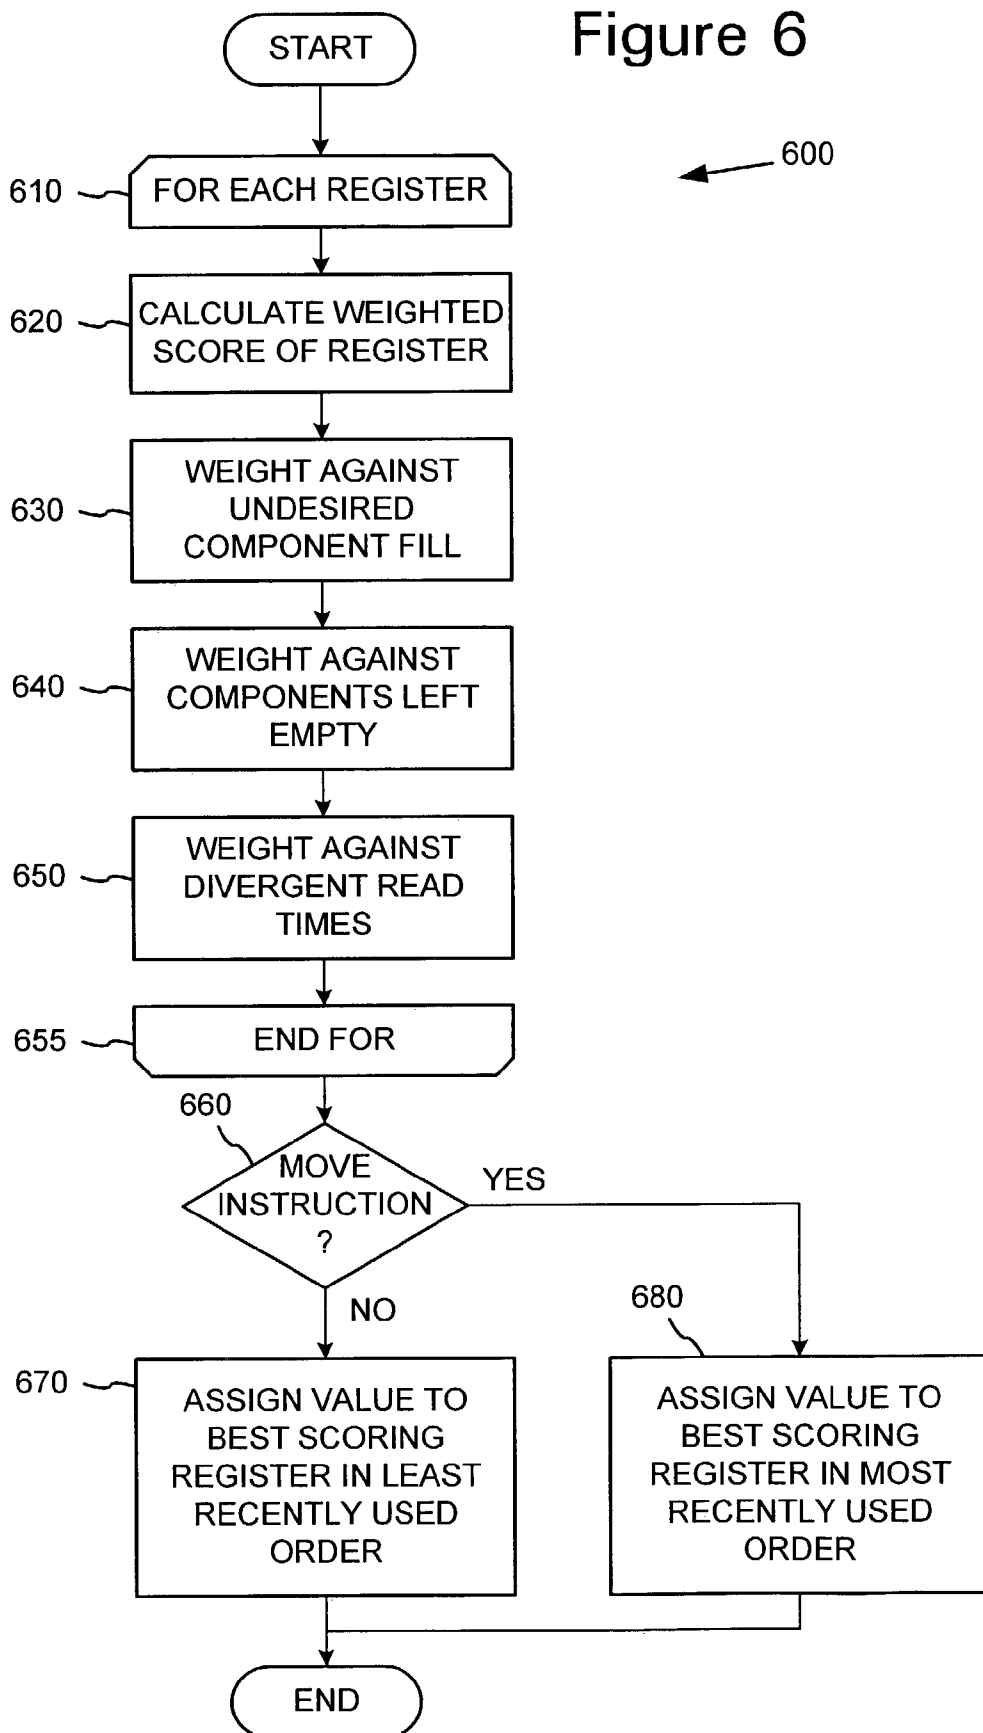 Figure 6
START
600
610
FOR EACH REGISTER
620
CALCULATE WEIGHTED
SCORE OF REGISTER
630
WEIGHT AGAINST
UNDESIRED
COMPONENT FILL
640
WEIGHT AGAINST
COMPONENTS LEFT
EMPTY
650
WEIGHT AGAINST
DIVERGENT READ
TIMES
655
END FOR
660
MOVE
INSTRUCTION
?
YES
NO
670
ASSIGN VALUE TO
BEST SCORING
REGISTER IN LEAST
RECENTLY USED
ORDER
680
ASSIGN VALUE TO
BEST SCORING
REGISTER IN MOST
RECENTLY USED
ORDER
END